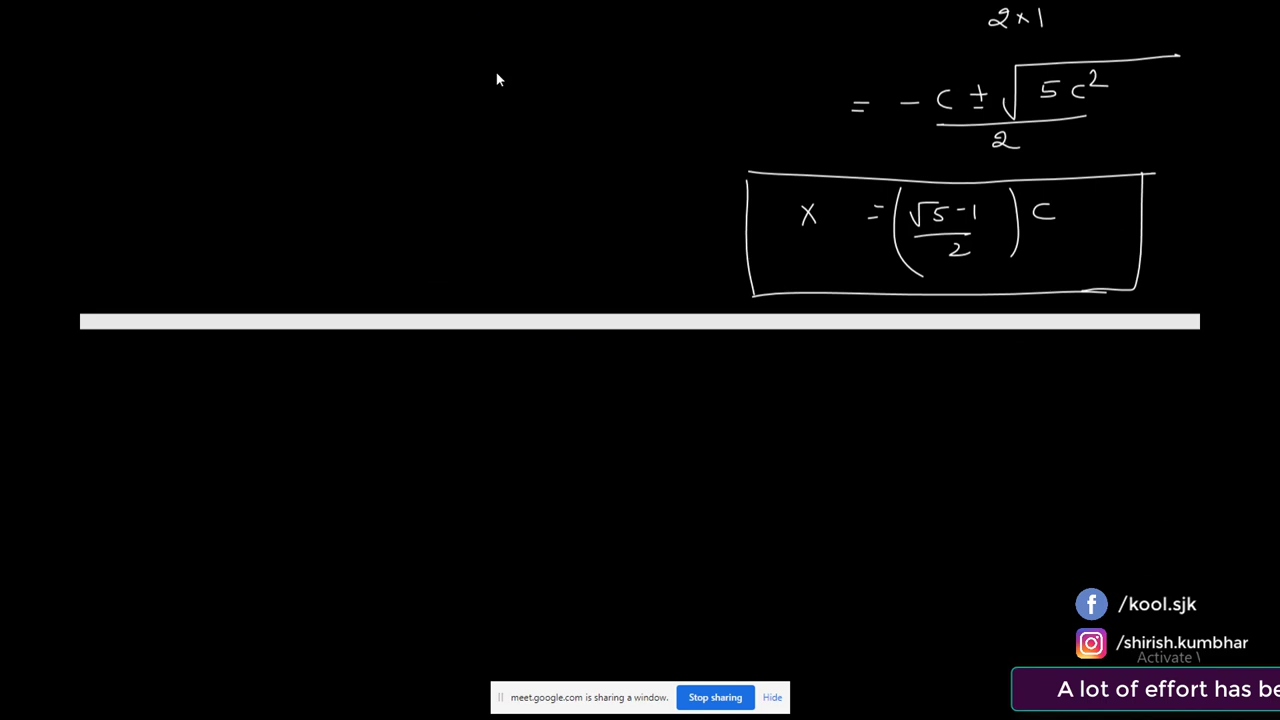 2 × 1
= - C ± √5C²
2
X = (√5 - 1
2) C
/kool.sjk
/shirish.kumbhar
Activate
A lot of effort has be
meet.google.com is sharing a window. Stop sharing Hide